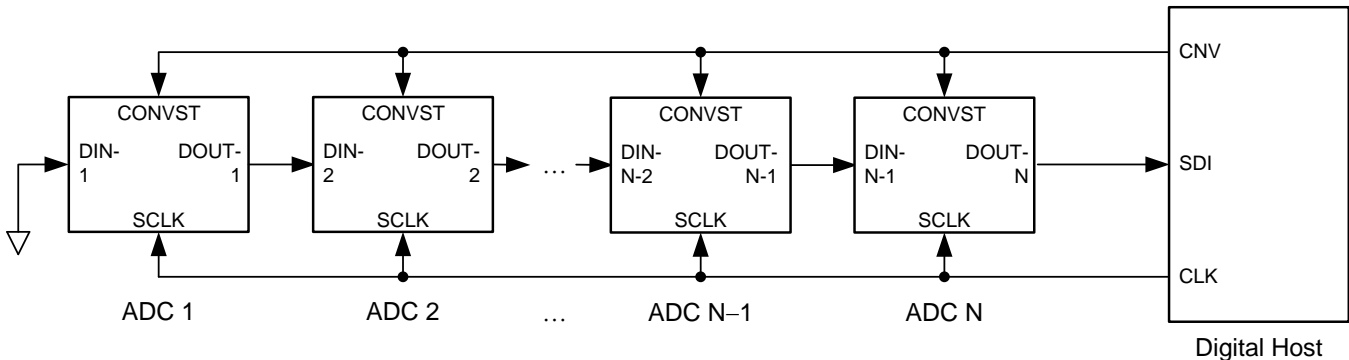 CNV
CONVST
DIN-
1
DOUT-
1
SCLK
CONVST
DIN-
2
DOUT-
2
SCLK
...
CONVST
DIN-
N-2
DOUT-
N-1
SCLK
CONVST
DIN-
N-1
DOUT-
N
SCLK
SDI
CLK
ADC 1
ADC 2
...
ADC N–1
ADC N
Digital Host